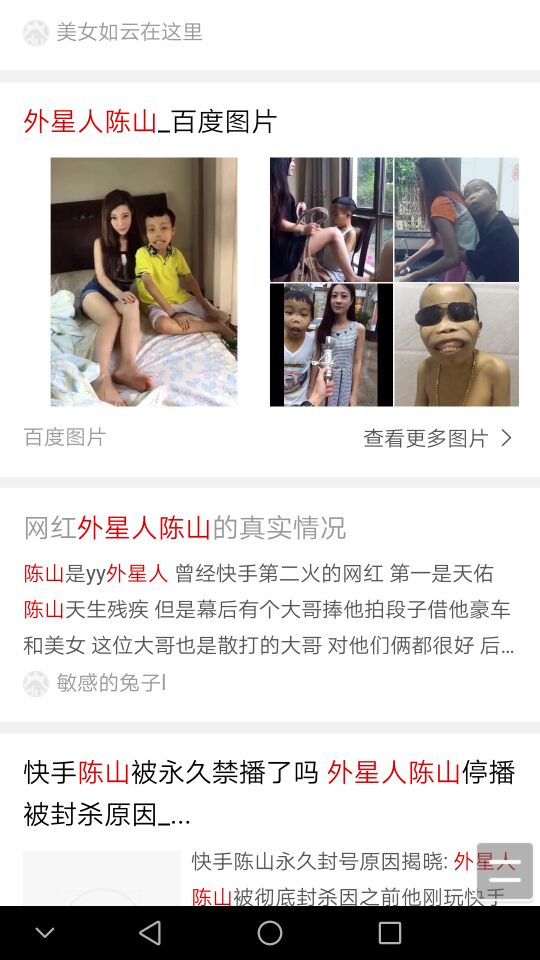 美女如云在这里
外星人陈山_百度图片
百度图片
查看更多图片
网红外星人陈山的真实情况
陈山是yy外星人 曾经快手第二火的网红 第一是天佑
陈山天生残疾 但是幕后有个大哥捧他拍段子借他豪车
和美女 这位大哥也是散打的大哥 对他们俩都很好 后...
敏感的兔子l
快手陈山被永久禁播了吗 外星人陈山停播
被封杀原因_...
快手陈山永久封号原因揭晓: 外星人
陈山被彻底封杀因之前他刚玩快手